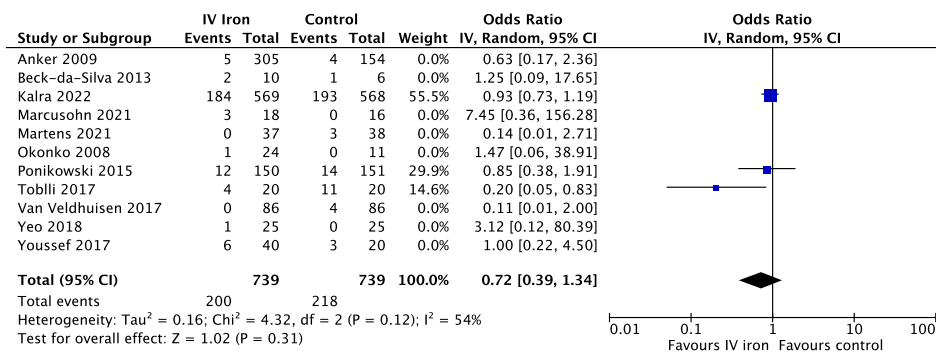 IV Iron Control Odds Ratio Odds Ratio
Study or Subgroup Events Total Events Total Weight IV, Random, 95% CI IV, Random, 95% CI
Anker 2009 5 305 4 154 0.0% 0.63 [0.17, 2.36]
Beck-da-Silva 2013 2 10 1 6 0.0% 1.25 [0.09, 17.65]
Kalra 2022 184 569 193 568 55.5% 0.93 [0.73, 1.19]
Marcusohn 2021 3 18 0 16 0.0% 7.45 [0.36, 156.28]
Martens 2021 0 37 3 38 0.0% 0.14 [0.01, 2.71]
Okonko 2008 1 24 0 11 0.0% 1.47 [0.06, 38.91]
Ponikowski 2015 12 150 14 151 29.9% 0.85 [0.38, 1.91]
Toblli 2017 4 20 11 20 14.6% 0.20 [0.05, 0.83]
Van Veldhuisen 2017 0 86 4 86 0.0% 0.11 [0.01, 2.00]
Yeo 2018 1 25 0 25 0.0% 3.12 [0.12, 80.39]
Youssef 2017 6 40 3 20 0.0% 1.00 [0.22, 4.50]
Total (95% CI) 739 739 100.0% 0.72 [0.39, 1.34]
Total events 200 218
Heterogeneity: Tau² = 0.16; Chi² = 4.32, df = 2 (P = 0.12); I² = 54%
Test for overall effect: Z = 1.02 (P = 0.31)
0.01 0.1 1 10 100
Favours IV iron Favours control